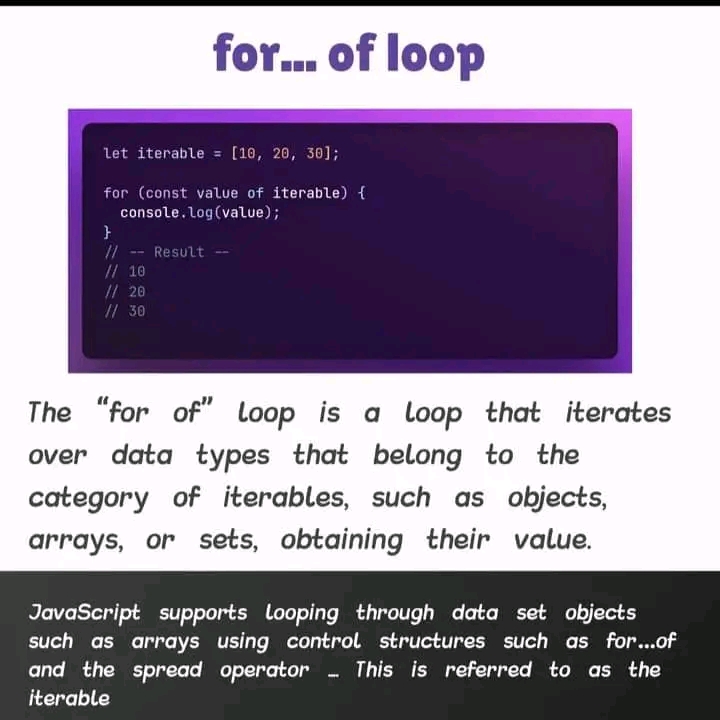 for... of loop
let iterable = [10, 20, 30];
for (const value of iterable) {
  console.log(value);
}
// -- Result --
// 10
// 20
// 30
The “for of” loop is a loop that iterates
over data types that belong to the
category of iterables, such as objects,
arrays, or sets, obtaining their value.
JavaScript supports looping through data set objects
such as arrays using control structures such as for...of
and the spread operator … This is referred to as the
iterable